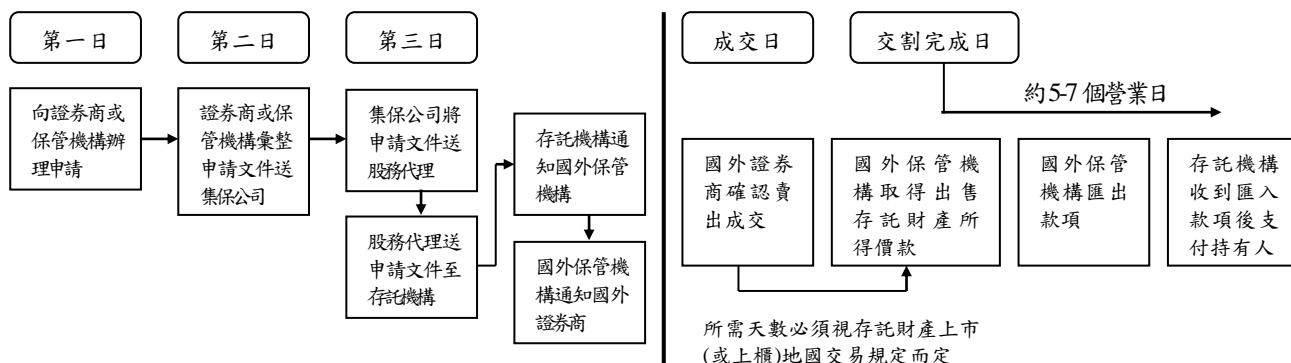 第一日
第二日
第三日
成交日
交割完成日
向證券商或
保管機構辦
理申請
證券商或保
管機構彙整
申請文件送
集保公司
集保公司將
申請文件送
股務代理
股務代理送
申請文件至
存託機構
存託機構通
知國外保管
機構
國外保管機
構通知國外
證券商
約5-7 個營業日
國外證券
商確認賣
出成交
國外保管機
構取得出售
存託財產所
得價款
國外保管
機構匯出
款項
存託機構
收到匯入
款項後支
付持有人
所需天數必須視存託財產上市
(或上櫃)地國交易規定而定